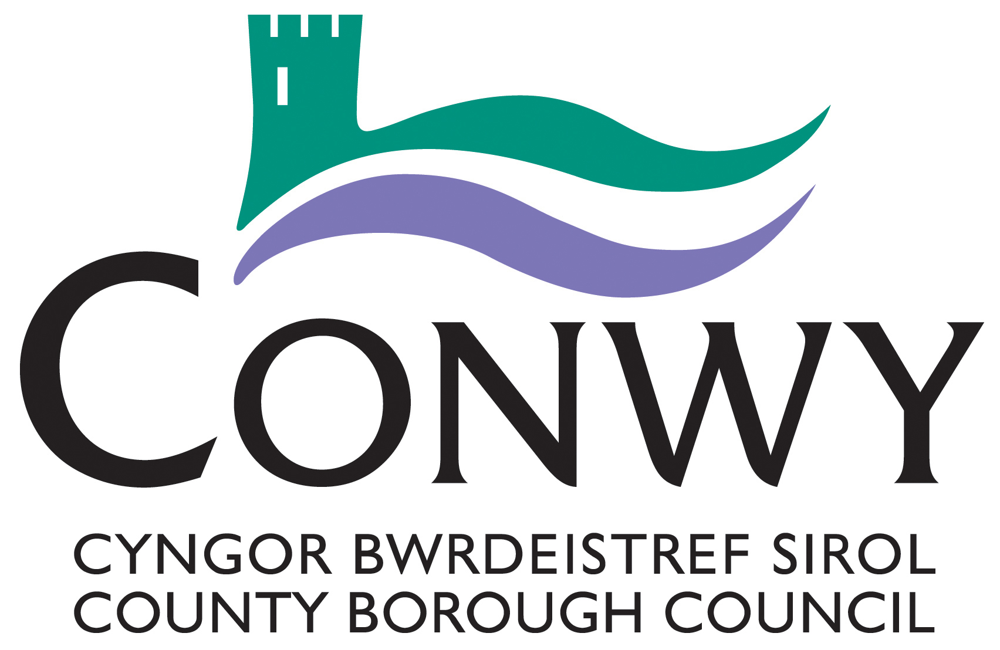 CONWY
CYNGOR BWRDEISTREF SIROL
COUNTY BOROUGH COUNCIL